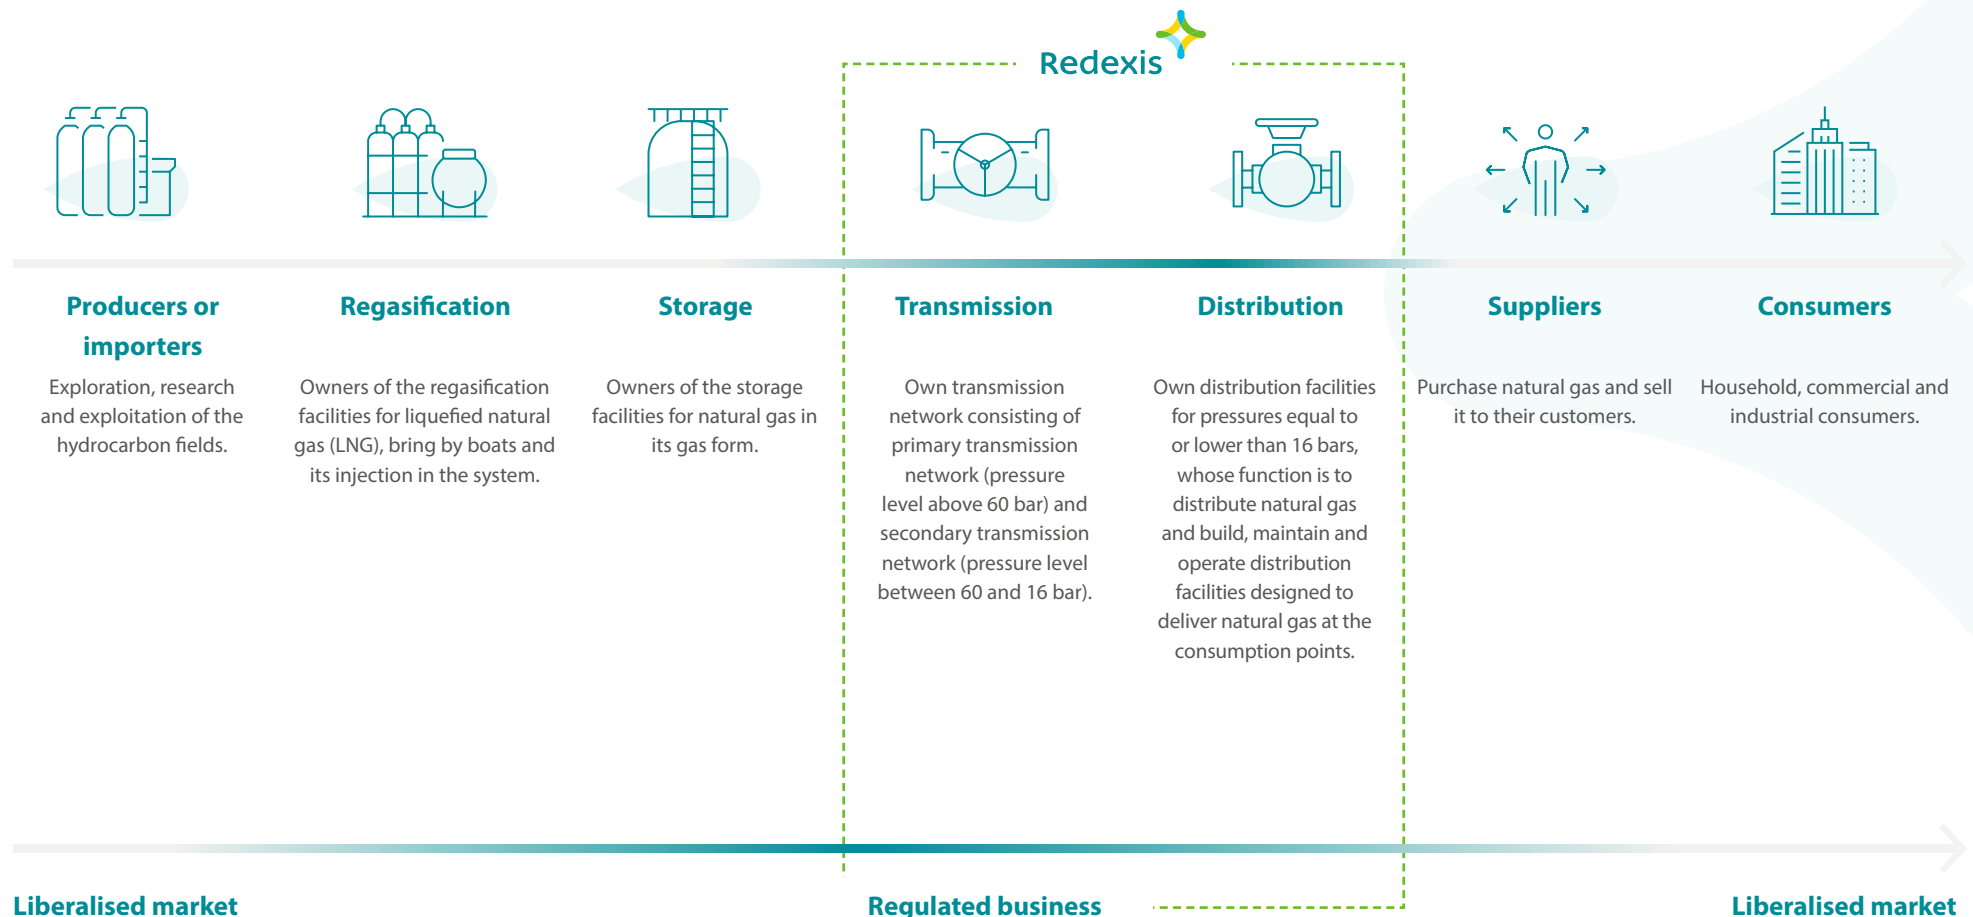 Redexis
Producers or
importers
Exploration, research
and exploitation of the
hydrocarbon fields.
Regasification
Owners of the regasification
facilities for liquefied natural
gas (LNG), bring by boats and
its injection in the system.
Storage
Owners of the storage
facilities for natural gas in
its gas form.
Transmission
Own transmission
network consisting of
primary transmission
network (pressure
level above 60 bar) and
secondary transmission
network (pressure level
between 60 and 16 bar).
Distribution
Own distribution facilities
for pressures equal to
or lower than 16 bars,
whose function is to
distribute natural gas
and build, maintain and
operate distribution
facilities designed to
deliver natural gas at the
consumption points.
Suppliers
Purchase natural gas and sell
it to their customers.
Consumers
Household, commercial and
industrial consumers.
Liberalised market
Regulated business
Liberalised market